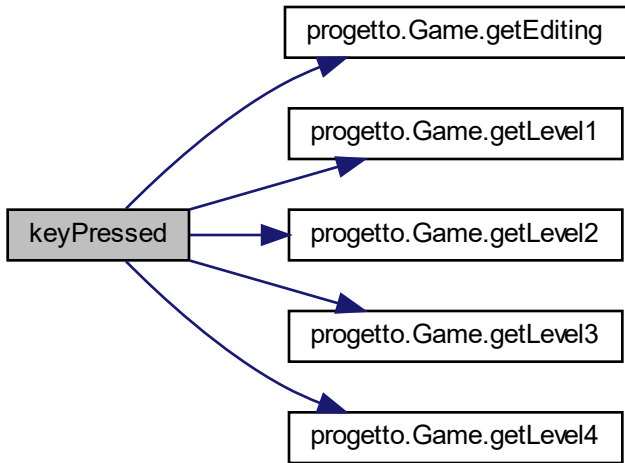 progetto.Game.getEditing
progetto.Game.getLevel1
keyPressed
progetto.Game.getLevel2
progetto.Game.getLevel3
progetto.Game.getLevel4